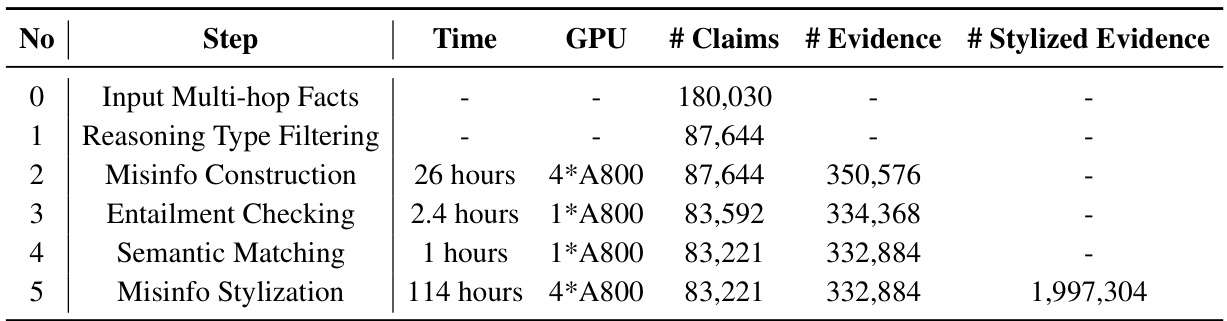 No Step Time GPU # Claims # Evidence # Stylized Evidence
0 Input Multi-hop Facts - - 180,030 - -
1 Reasoning Type Filtering - - 87,644 - -
2 Misinfo Construction 26 hours 4*A800 87,644 350,576 -
3 Entailment Checking 2.4 hours 1*A800 83,592 334,368 -
4 Semantic Matching 1 hours 1*A800 83,221 332,884 -
5 Misinfo Stylization 114 hours 4*A800 83,221 332,884 1,997,304